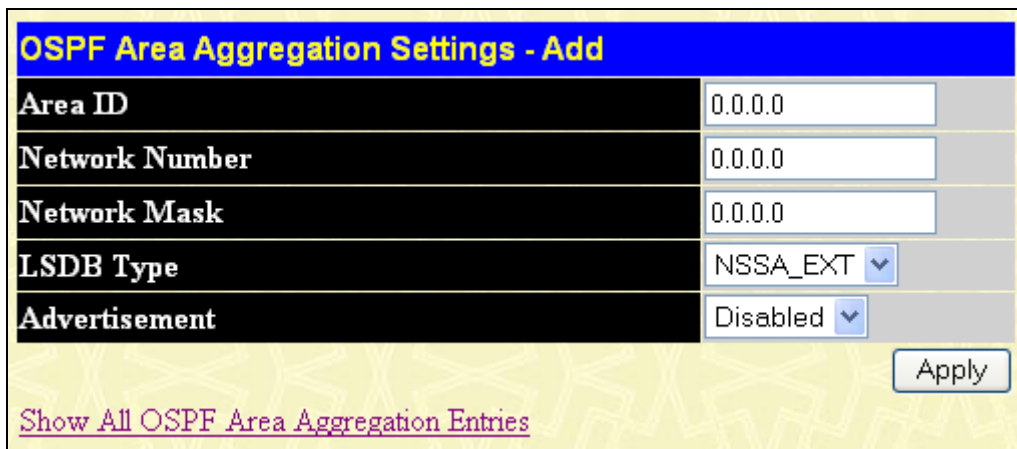 OSPF Area Aggregation Settings - Add
Area ID 0.0.0.0
Network Number 0.0.0.0
Network Mask 0.0.0.0
LSDB Type NSSA_EXT
Advertisement Disabled
Apply
Show All OSPF Area Aggregation Entries